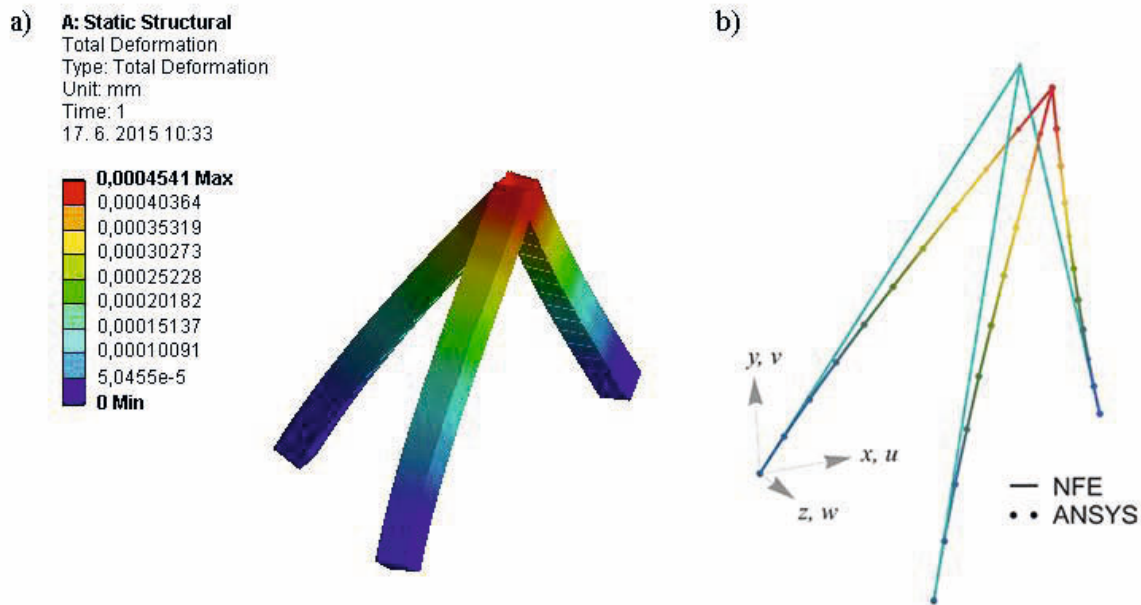 a)
A: Static Structural
Total Deformation
Type: Total Deformation
Unit: mm
Time: 1
17. 6. 2015 10:33
0,0004541 Max
0,00040364
0,00035319
0,00030273
0,00025228
0,00020182
0,00015137
0,00010091
5,0455e-5
0 Min
b)
y, v
x, u
z, w
NFE
ANSYS